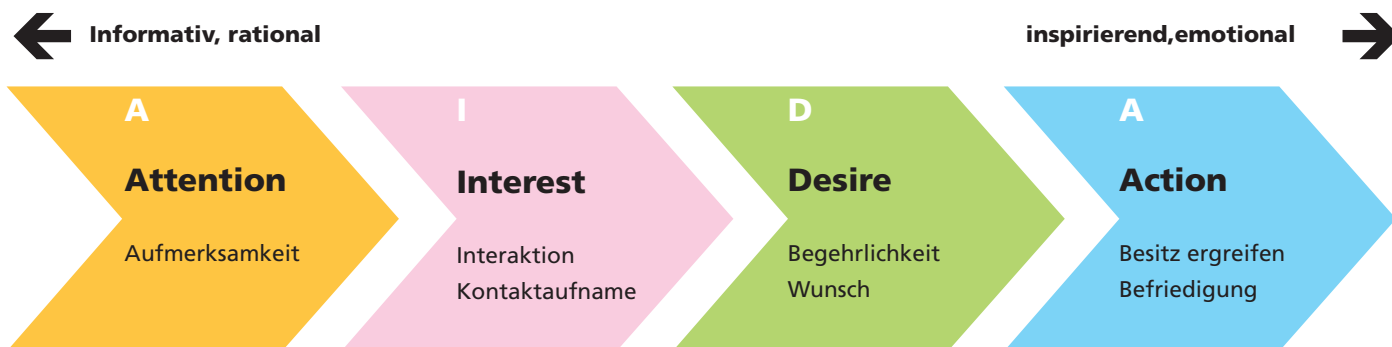 Informativ, rational
inspirierend,emotional
A
Attention
Aufmerksamkeit
I
Interest
Interaktion
Kontaktaufname
D
Desire
Begehrlichkeit
Wunsch
A
Action
Besitz ergreifen
Befriedigung